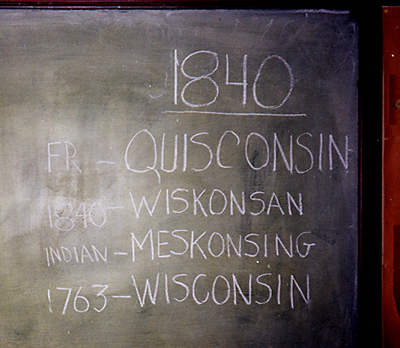 1840
FR - QUISCONSIN
1840 - WISKONSAN
INDIAN - MESKONSING
1763 - WISCONSIN